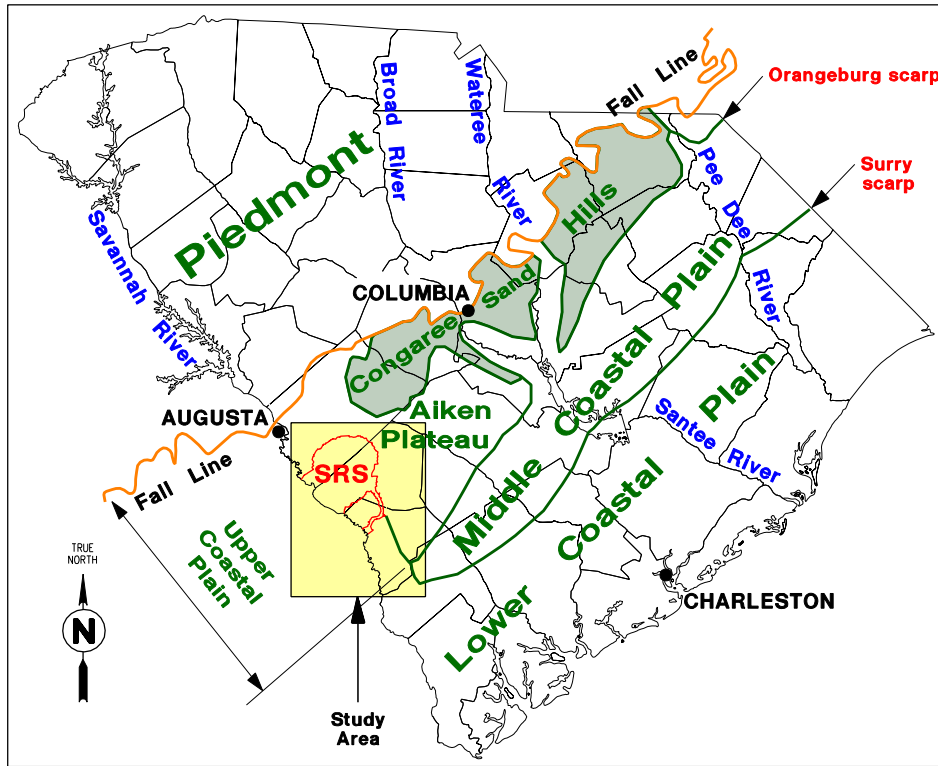 Fall Line
Orangeburg scarp
Broad River
Wateree River
Surry
scarp
Pee Dee River
Piedmont
Savannah River
Hills
Sand
Congaree
COLUMBIA
Middle Coastal Plain
Aiken
Plateau
AUGUSTA
Lower Coastal Plain
Santee River
SRS
Fall Line
Upper
Coastal
Plain
TRUE
NORTH
N
CHARLESTON
Study
Area